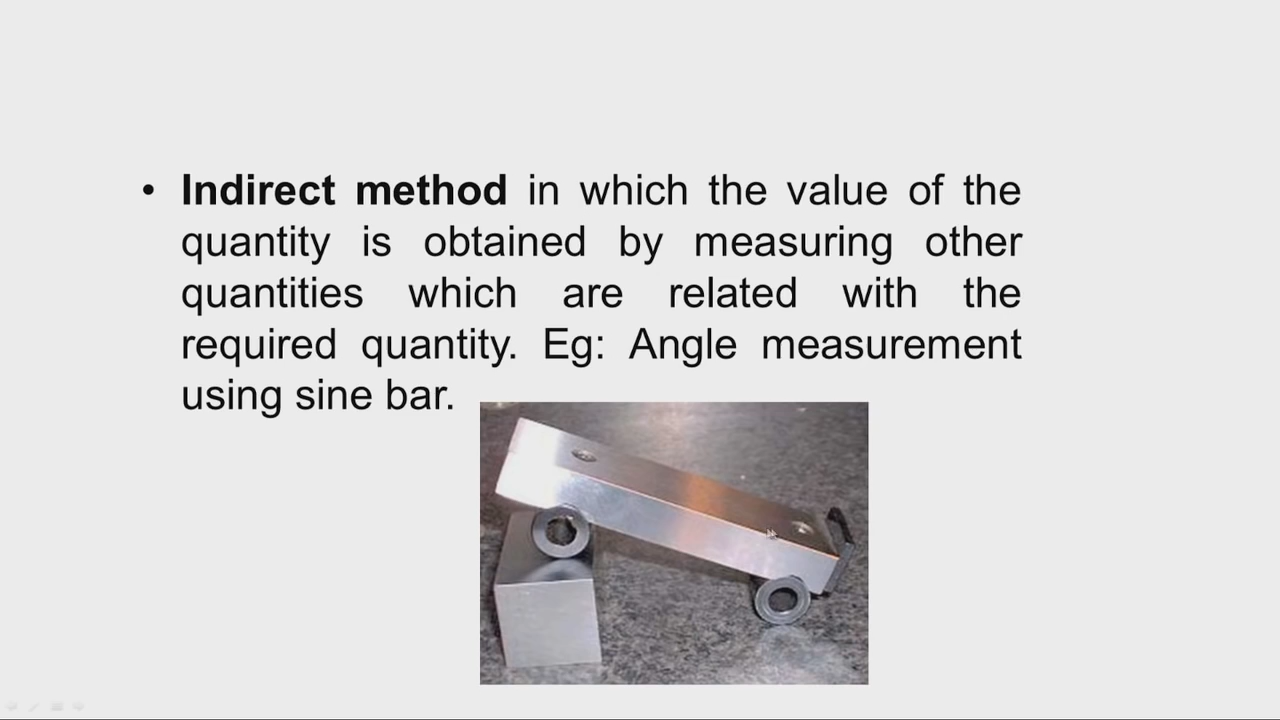 • Indirect method in which the value of the
quantity is obtained by measuring other
quantities which are related with the
required quantity. Eg: Angle measurement
using sine bar.